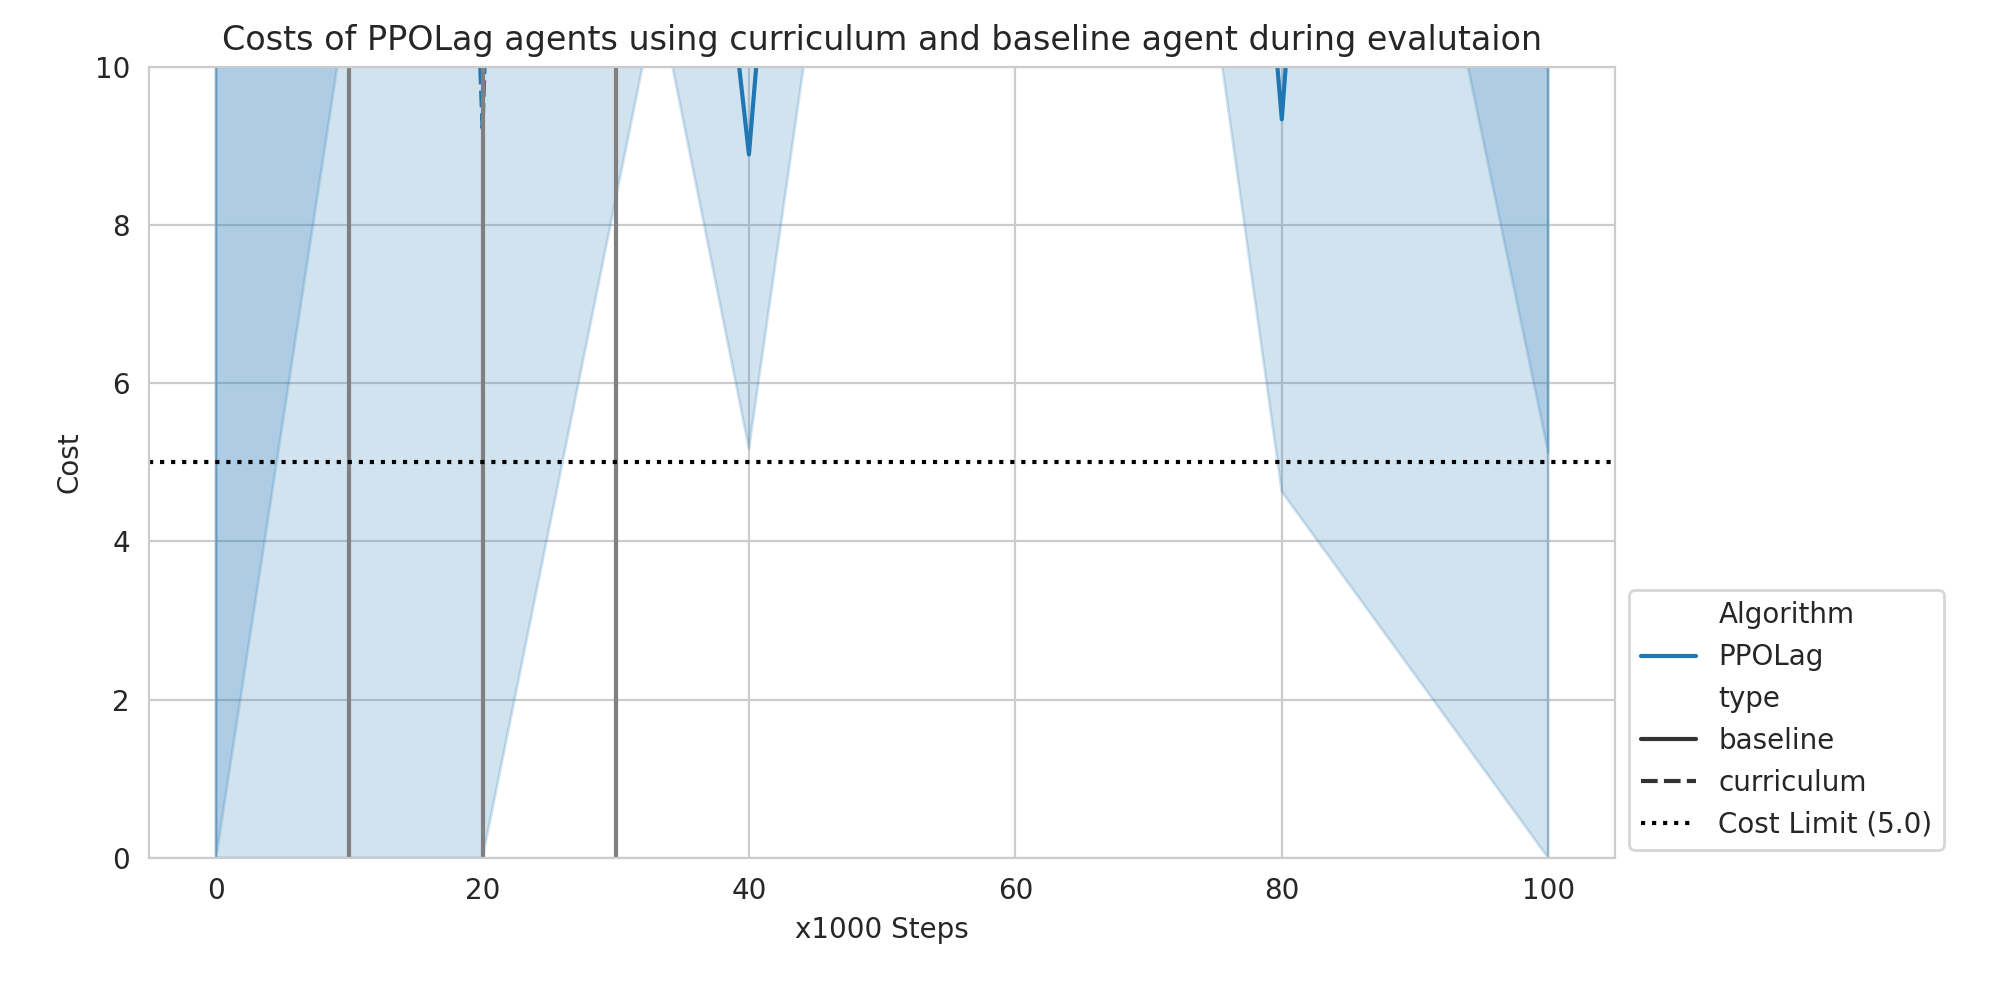 Costs of PPOLag agents using curriculum and baseline agent during evalutaion
10
8
6
4
2
0
Cost
0 20 40 60 80 100
x1000 Steps
Algorithm
PPOLag
type
baseline
curriculum
Cost Limit (5.0)